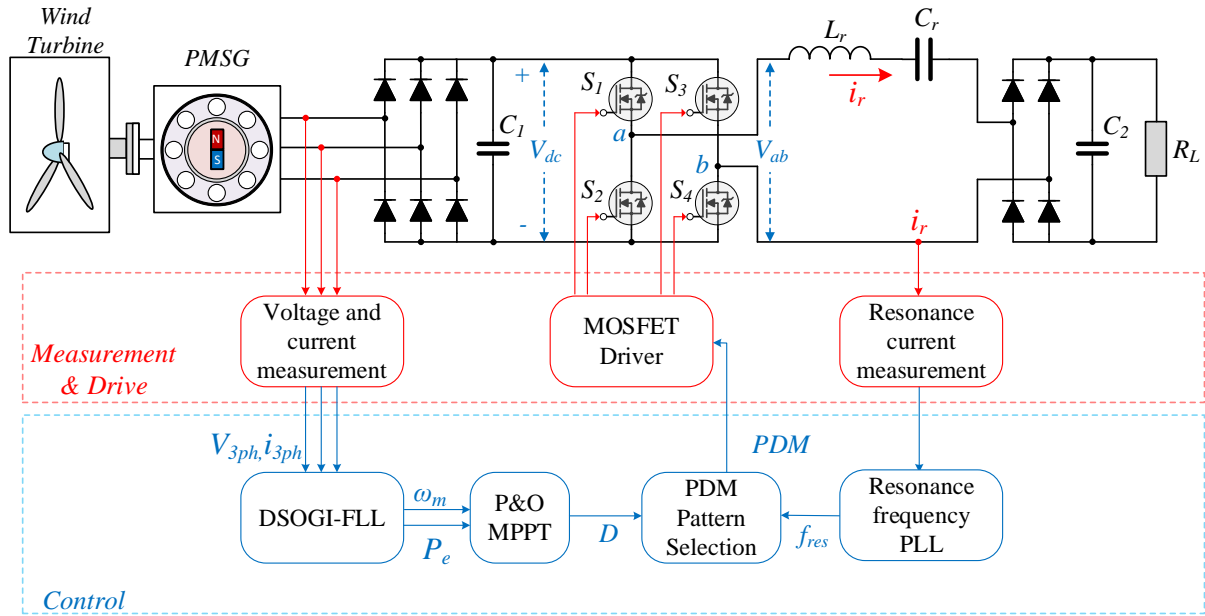 Wind
Turbine
PMSG
N
S
C1
+
-
Vdc
S1
S2
S3
S4
a
b
Vab
Lr
ir
Cr
C2
RL
ir
Voltage and
current
measurement
MOSFET
Driver
Resonance
current
measurement
Measurement
& Drive
V3ph,i3ph
PDM
DSOGI-FLL
ωm
Pe
P&O
MPPT
D
PDM
Pattern
Selection
fres
Resonance
frequency
PLL
Control